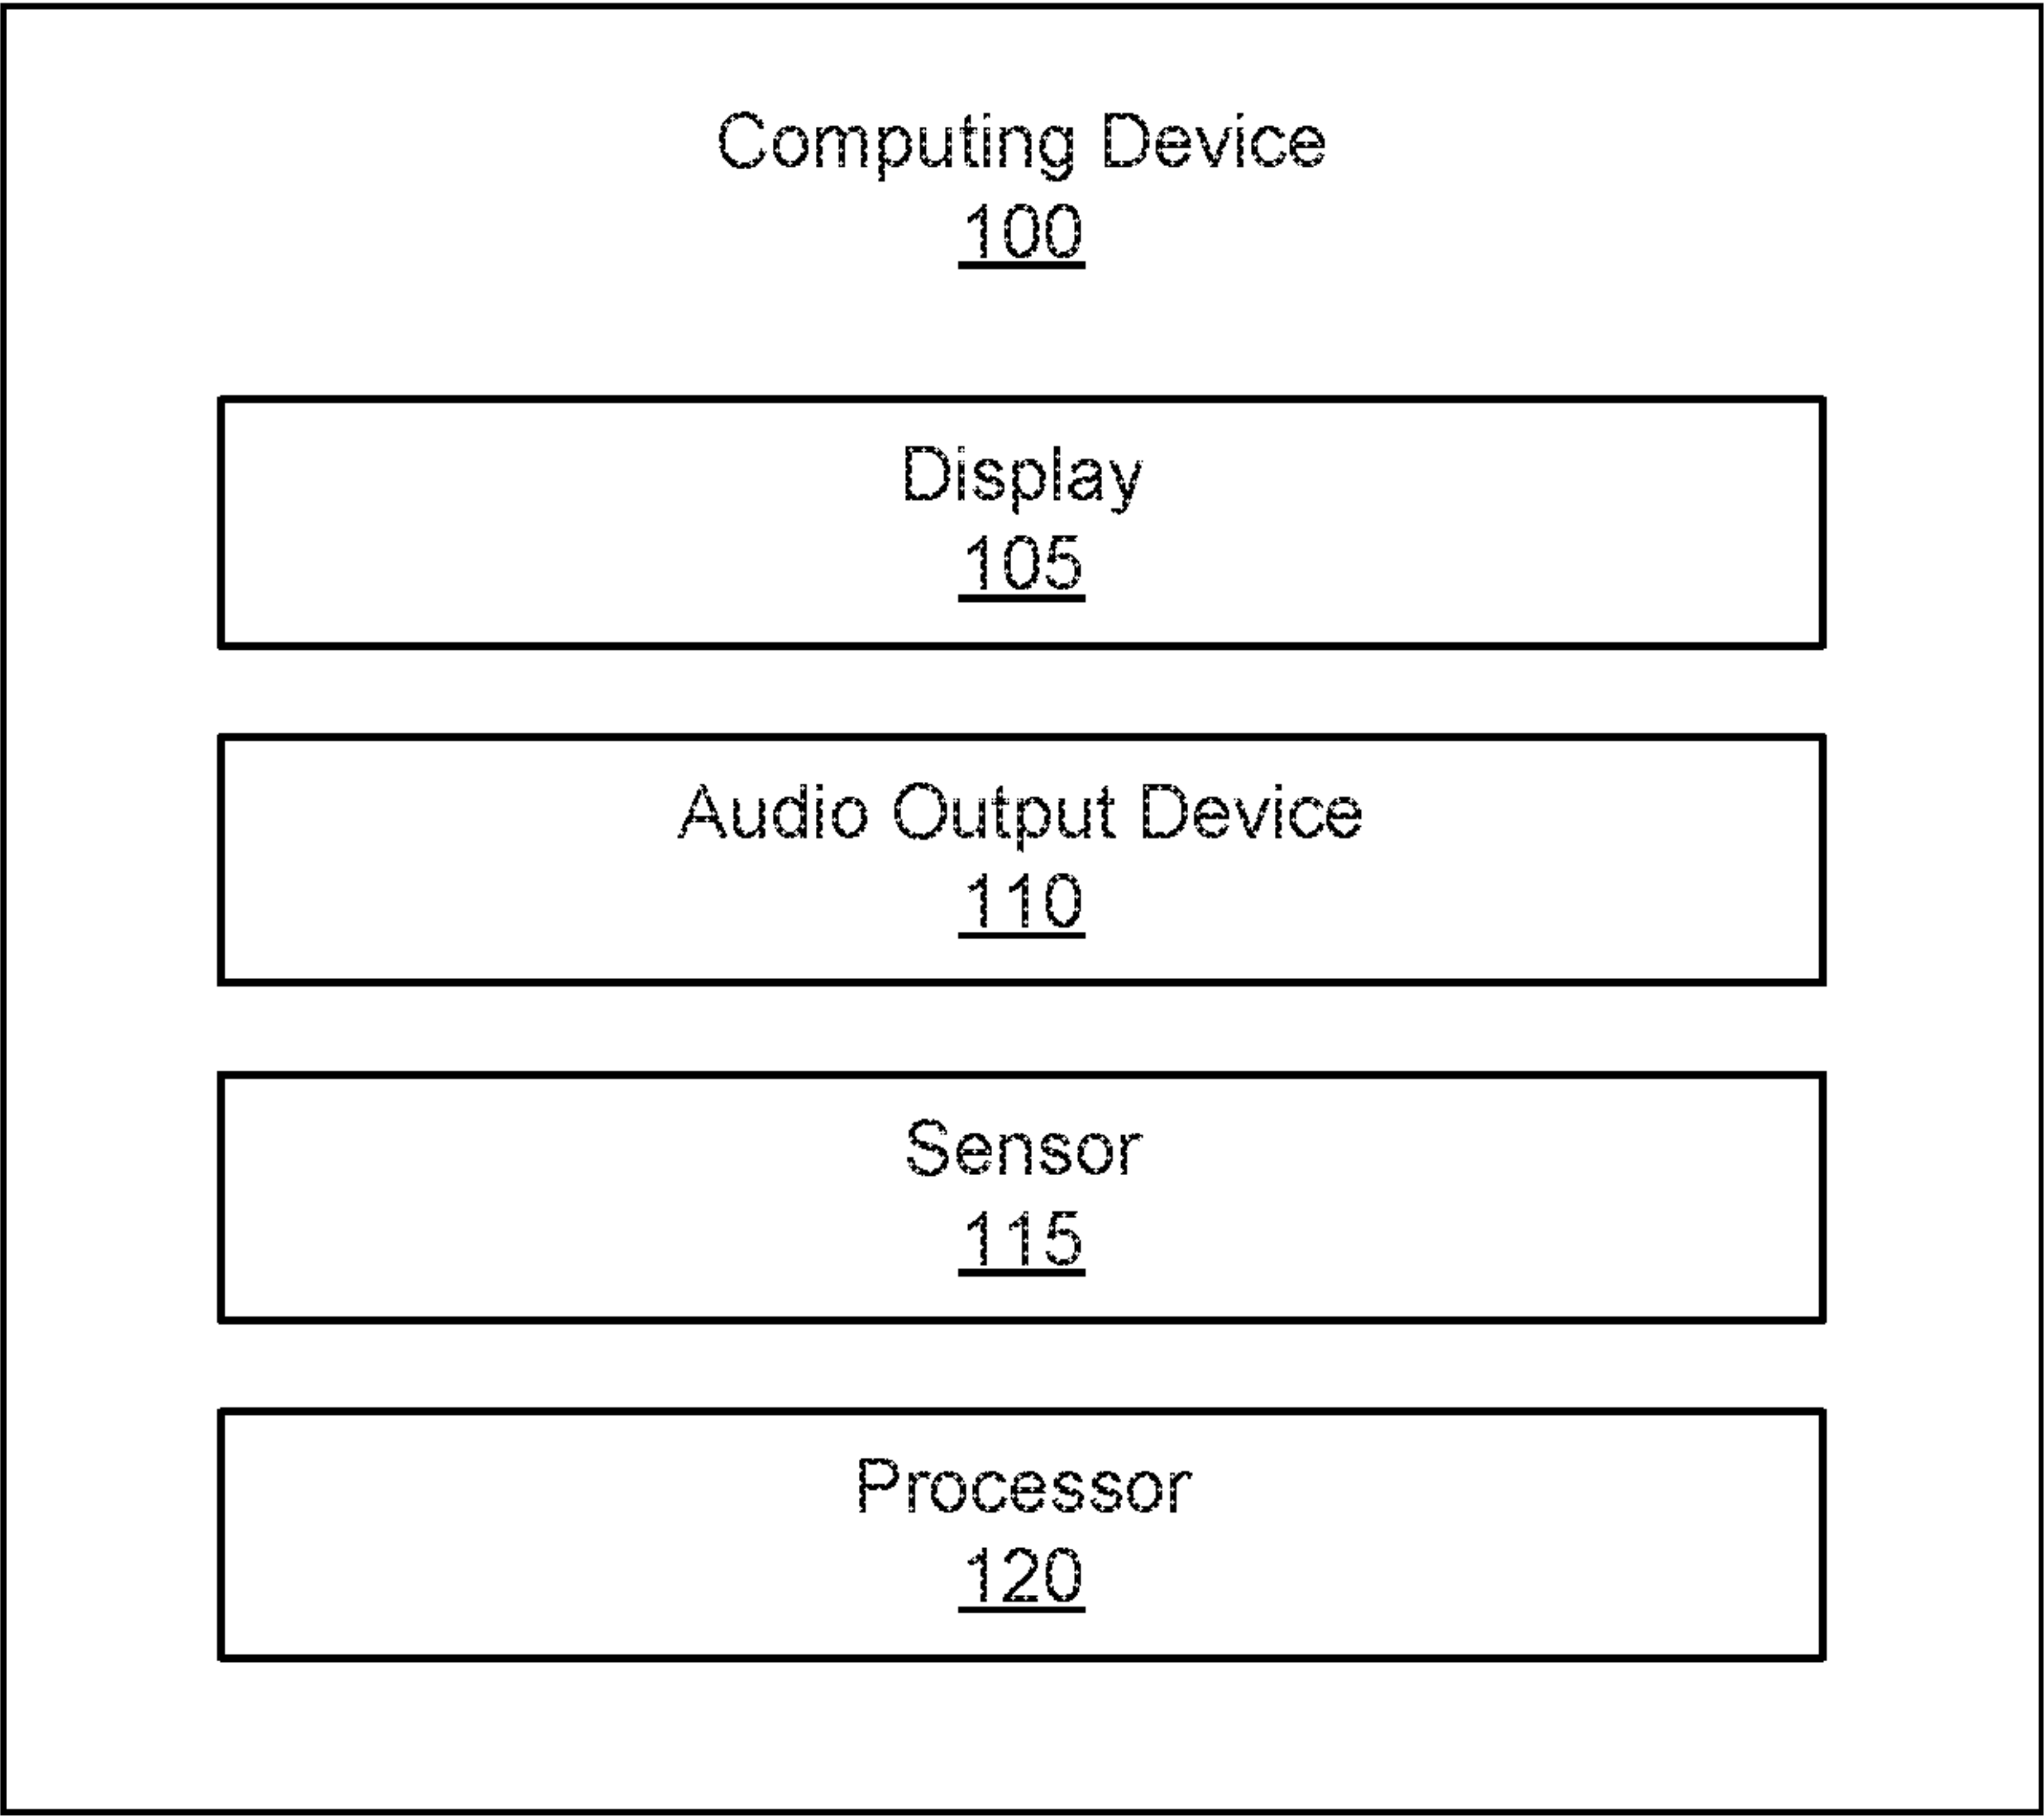 Computing Device
100
Display
105
Audio Output Device
110
Sensor
115
Processor
120